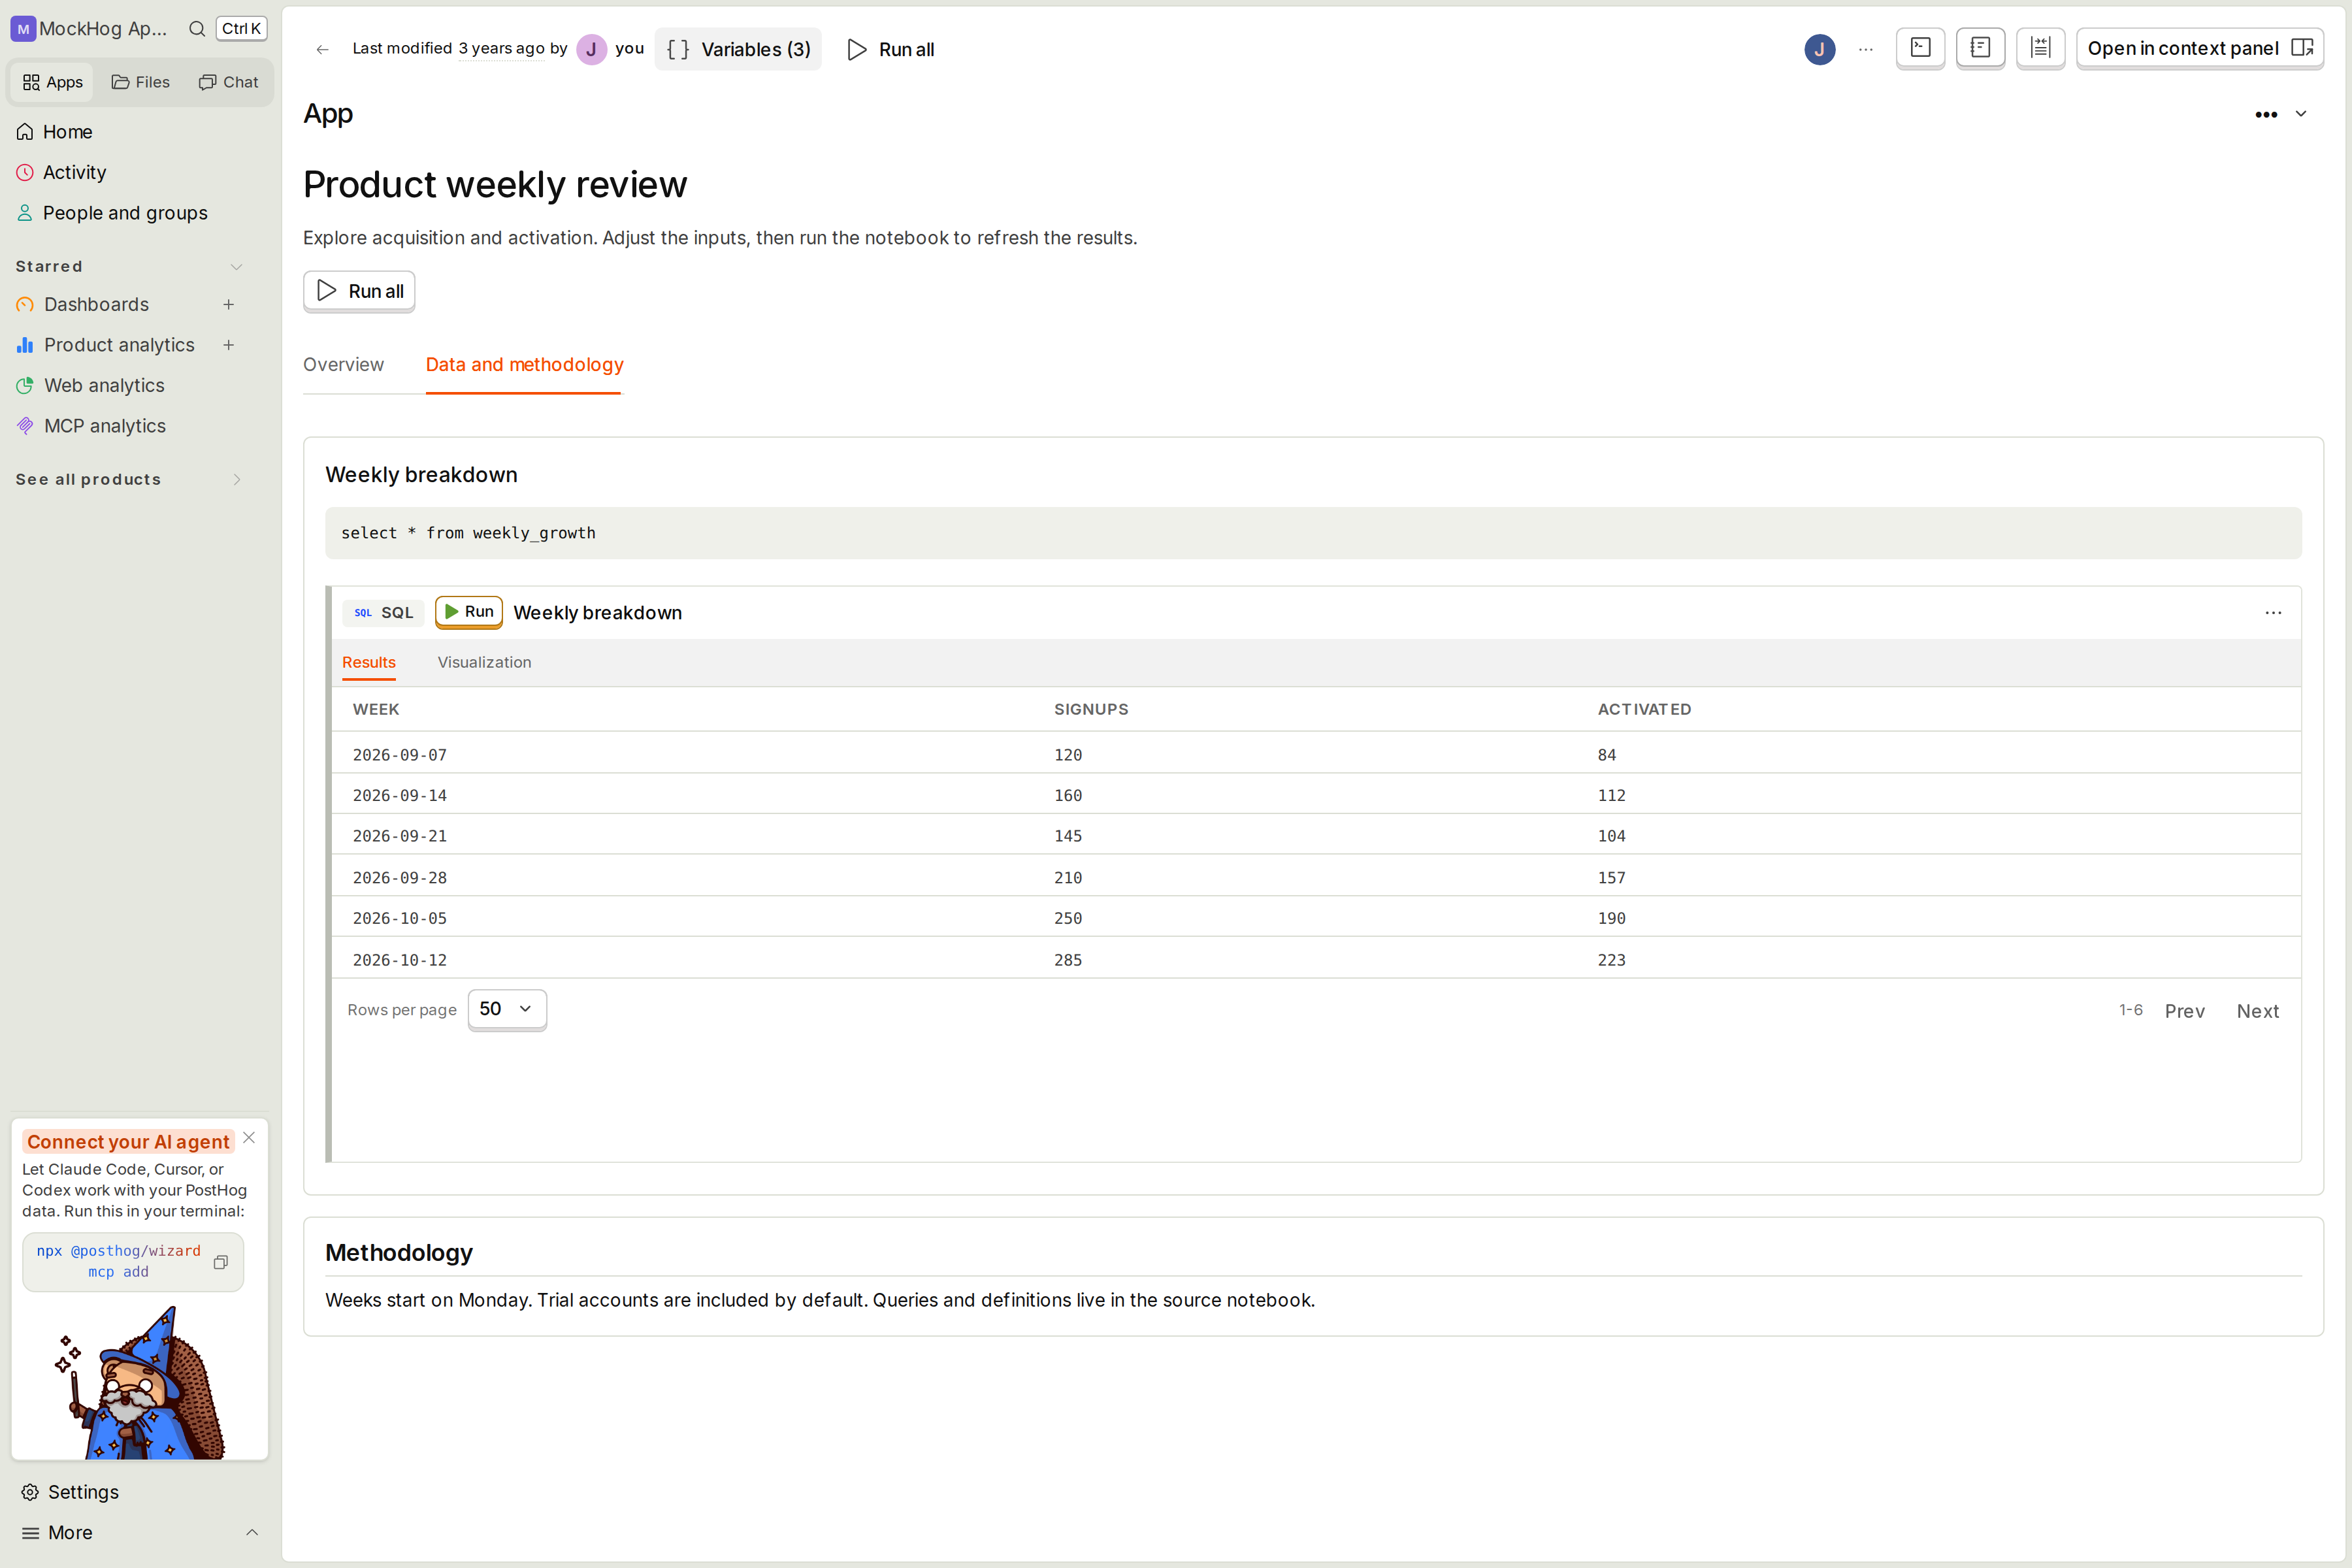 M MockHog Ap... Ctrl K
Apps Files Chat
Home
Activity
People and groups
Starred
Dashboards
Product analytics
Web analytics
MCP analytics
See all products
Connect your AI agent
Let Claude Code, Cursor, or
Codex work with your PostHog
data. Run this in your terminal:
npx @posthog/wizard
mcp add
Settings
More
Last modified 3 years ago by J you { } Variables (3) Run all
J ... Open in context panel
App
Product weekly review
Explore acquisition and activation. Adjust the inputs, then run the notebook to refresh the results.
Run all
Overview Data and methodology
Weekly breakdown
select * from weekly_growth
SQL SQL Run Weekly breakdown
Results Visualization
WEEK SIGNUPS ACTIVATED
2026-09-07 120 84
2026-09-14 160 112
2026-09-21 145 104
2026-09-28 210 157
2026-10-05 250 190
2026-10-12 285 223
Rows per page 50 1-6 Prev Next
Methodology
Weeks start on Monday. Trial accounts are included by default. Queries and definitions live in the source notebook.